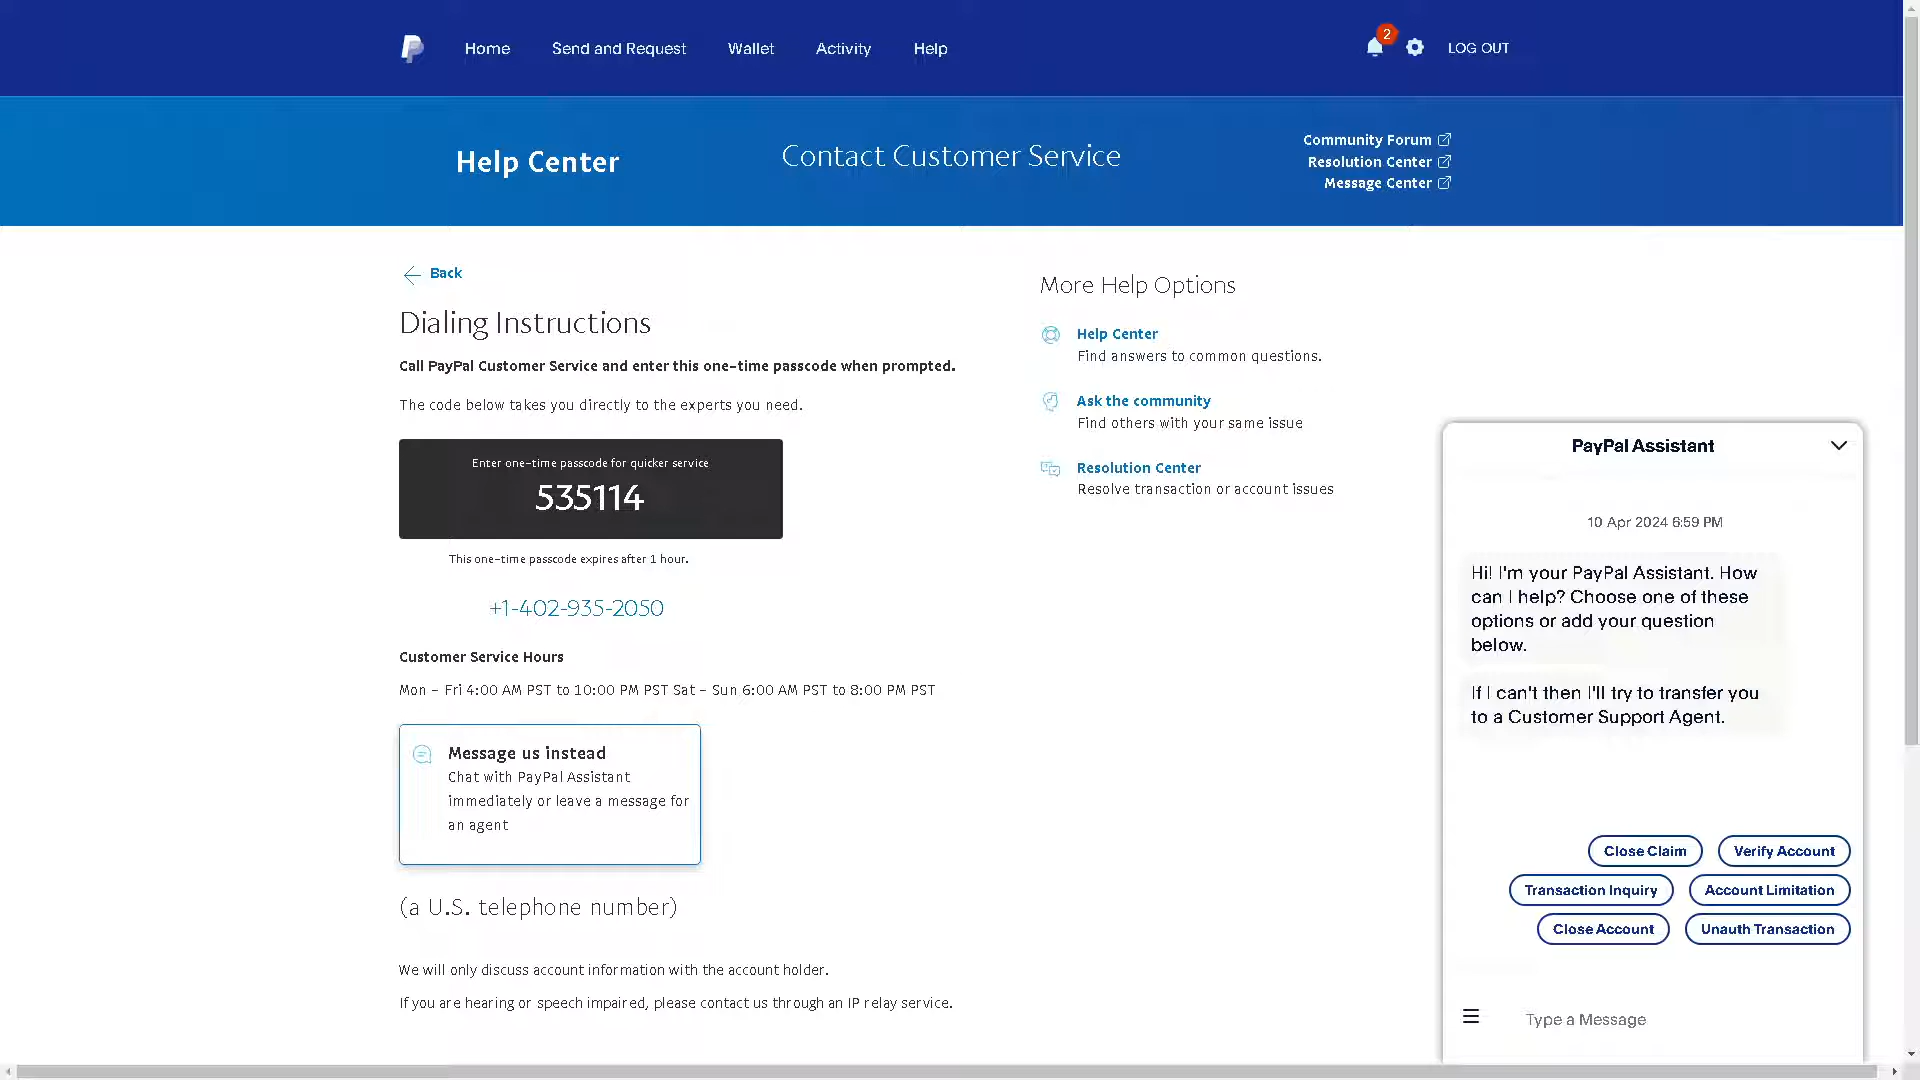 Home Send and Request Wallet Activity Help 2 LOG OUT
Help Center
Contact Customer Service
Community Forum
Resolution Center
Message Center
Back
Dialing Instructions
Call PayPal Customer Service and enter this one-time passcode when prompted.
The code below takes you directly to the experts you need.
Enter one-time passcode for quicker service
535114
This one-time passcode expires after 1 hour.
+1-402-935-2050
Customer Service Hours
Mon - Fri 4:00 AM PST to 10:00 PM PST Sat - Sun 6:00 AM PST to 8:00 PM PST
Message us instead
Chat with PayPal Assistant
immediately or leave a message for
an agent
(a U.S. telephone number)
We will only discuss account information with the account holder.
If you are hearing or speech impaired, please contact us through an IP relay service.
More Help Options
Help Center
Find answers to common questions.
Ask the community
Find others with your same issue
Resolution Center
Resolve transaction or account issues
PayPal Assistant
10 Apr 2024 6:59 PM
Hi! I'm your PayPal Assistant. How
can I help? Choose one of these
options or add your question
below.
If I can't then I'll try to transfer you
to a Customer Support Agent.
Close Claim Verify Account
Transaction Inquiry Account Limitation
Close Account Unauth Transaction
Type a Message